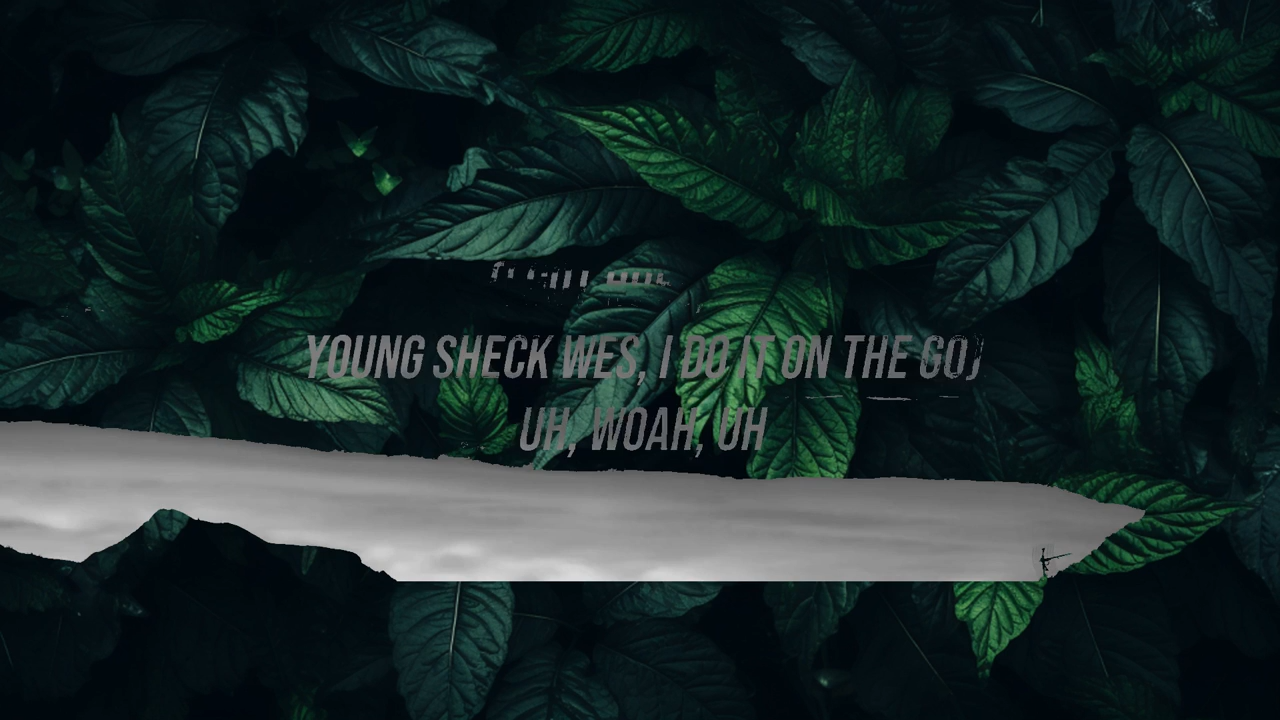 YOUNG SHECK WES, I DO IT ON THE GO)
UH, WOAH, UH